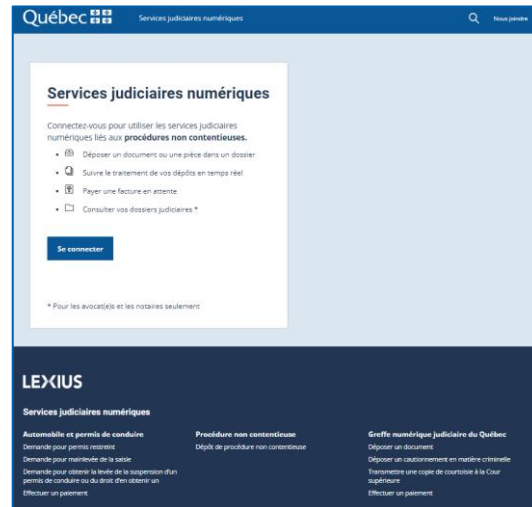 Québec
Services judiciaires numériques
Nous joindre
Services judiciaires numériques
Connectez-vous pour utiliser les services judiciaires
numériques liés aux procédures non contentieuses.
• Déposer un document ou une pièce dans un dossier
• Suivre le traitement de vos dépôts en temps réel
• Payer une facture en attente
• Consulter vos dossiers judiciaires *
Se connecter
* Pour les avocat(e)s et les notaires seulement
LEXIUS
Services judiciaires numériques
Automobile et permis de conduire
Demande pour permis restreint
Demande pour mainlevée de la saisie
Demande pour obtenir la levée de la suspension d'un
permis de conduire ou du droit d'en obtenir un
Effectuer un paiement
Procédure non contentieuse
Dépôt de procédure non contentieuse
Greffe numérique judiciaire du Québec
Déposer un document
Déposer un cautionnement en matière criminelle
Transmettre une copie de courtoisie à la Cour
supérieure
Effectuer un paiement